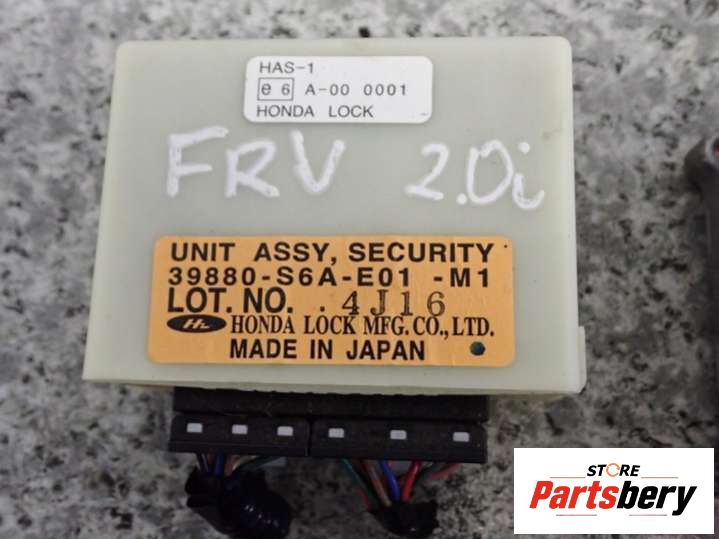 HAS-1
e 6 A-00 0001
HONDA LOCK
FRV 2.0i
UNIT ASSY, SECURITY
39880-S6A-E01 -M1
LOT. NO. . 4J16
HL HONDA LOCK MFG. CO., LTD.
MADE IN JAPAN
STORE
Partsbery